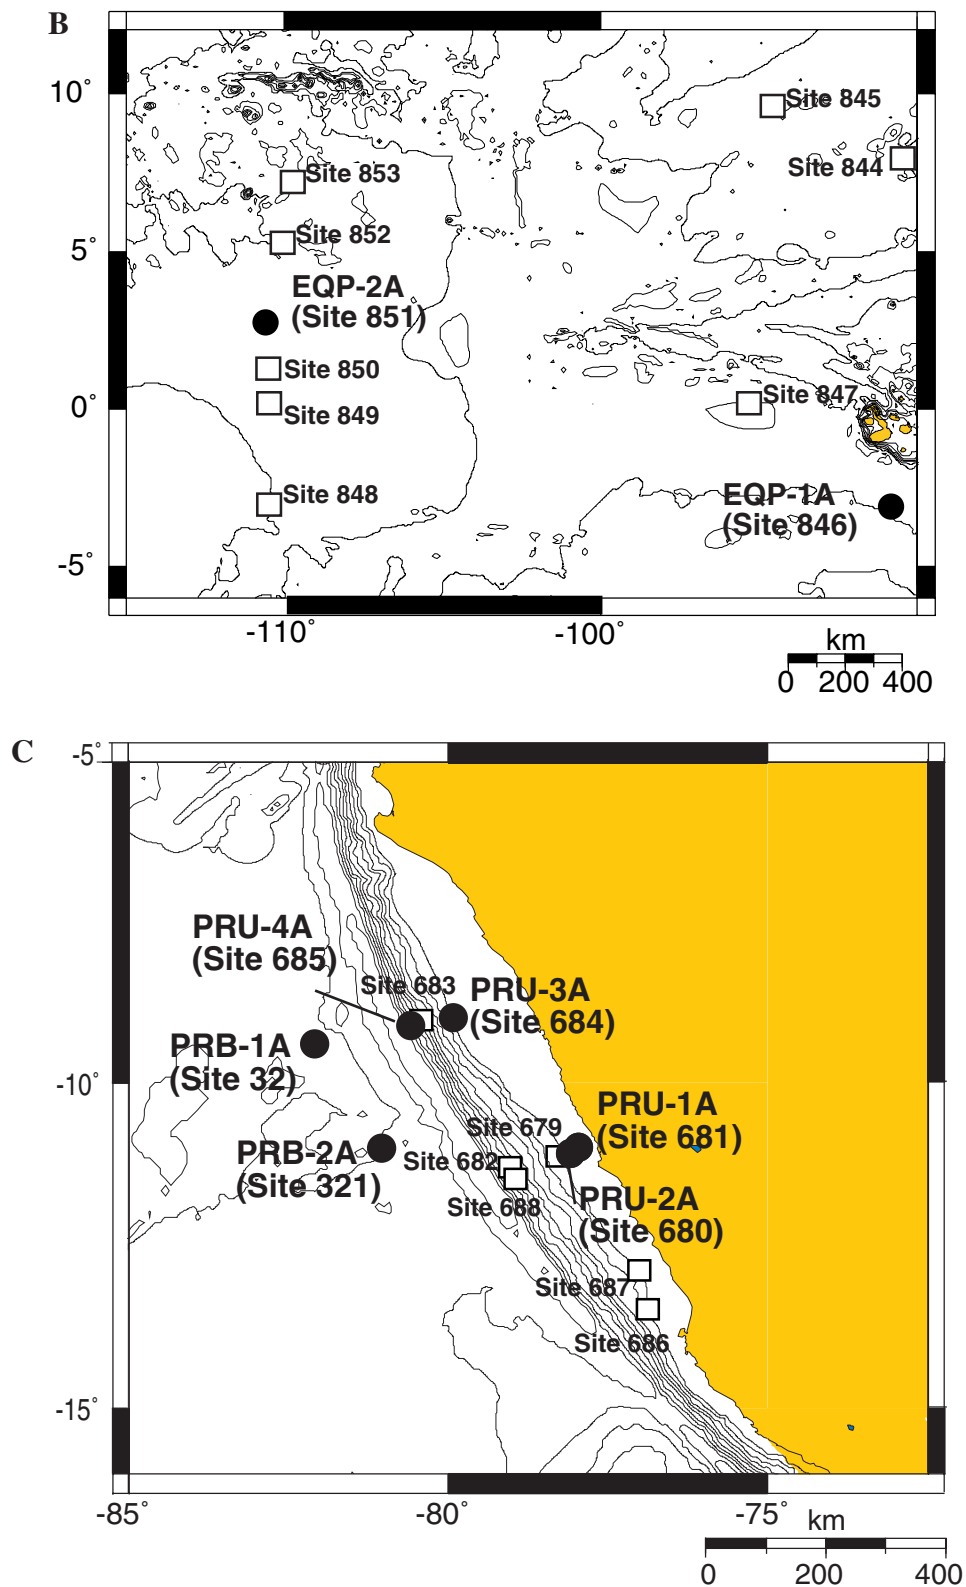 B
10°
Site 845
Site 844
Site 853
Site 852
5°
EQP-2A
(Site 851)
Site 850
Site 849
0°
Site 847
Site 848
EQP-1A
(Site 846)
-5°
-110°
-100°
km
0 200 400
C
-5°
PRU-4A
(Site 685)
Site 683
PRU-3A
(Site 684)
PRB-1A
(Site 32)
-10°
PRU-1A
(Site 681)
Site 679
PRB-2A
(Site 321)
Site 682
Site 688
PRU-2A
(Site 680)
Site 687
Site 686
-15°
-85°
-80°
-75°
km
0 200 400